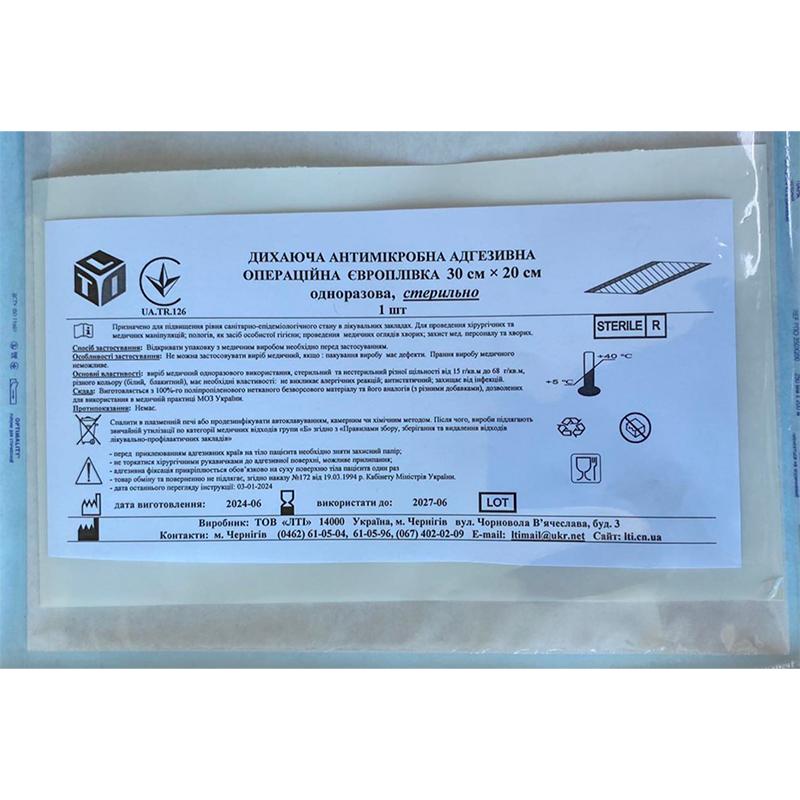 ДИХАЮЧА АНТИМІКРОБНА АДГЕЗИВНА
ОПЕРАЦІЙНА ЄВРОПЛІВКА 30 см × 20 см
одноразова, стерильно
1 шт
ЛТІ
UA.TR.126
STERILE R
Призначено для підвищення рівня санітарно-епідеміологічного стану в лікувальних закладах. Для проведення хірургічних та
медичних маніпуляцій; пологів, як засіб особистої гігієни; проведення медичних оглядів хворих; захист мед. персоналу та хворих.
Спосіб застосування: Відкривати упаковку з медичним виробом необхідно перед застосуванням.
Особливості застосування: Не можна застосовувати виріб медичний, якщо : пакування виробу має дефекти. Прання виробу медичного
неможливе.
Основні властивості: виріб медичний одноразового використання, стерильний та нестерильний різної щільності від 15 г/кв.м до 68 г/кв.м,
різного кольору (білий, блакитний), має необхідні властивості: не викликає алергічних реакцій; антистатичний; захищає від інфекцій.
Склад: Виготовляється з 100%-го поліпропіленового нетканого безворсового матеріалу та його аналогів (з різними добавками), дозволених
для використання в медичній практиці МОЗ України.
Протипоказання: Немає.
+40 °C
+5 °C
Спалити в плазменній печі або продезинфікувати автоклавуванням, камерним чи хімічним методом. Після чого, вироби підлягають
звичайній утилізації по категорії медичних відходів групи «Б» згідно з «Правилами збору, зберігання та видалення відходів
лікувально-профілактичних закладів»
- перед приклеюванням адгезивних країв на тіло пацієнта необхідно зняти захисний папір;
- не торкатися хірургічними рукавичками до адгезивної поверхні, можливе прилипання;
- адгезивна фіксація прикріплюється обов'язково на суху поверхню тіла пацієнта один раз
- товар обміну та поверненню не підлягає, згідно наказу №172 від 19.03.1994 р. Кабінету Міністрів України.
- дата останнього перегляду інструкції: 03-01-2024
дата виготовлення: 2024-06 використати до: 2027-06 LOT
Виробник: ТОВ «ЛТІ» 14000 Україна, м. Чернігів вул. Чорновола В'ячеслава, буд. 3
Контакти: м. Чернігів (0462) 61-05-04, 61-05-96, (067) 402-02-09 E-mail: ltimail@ukr.net Сайт: lti.cn.ua
OPTIMALITY